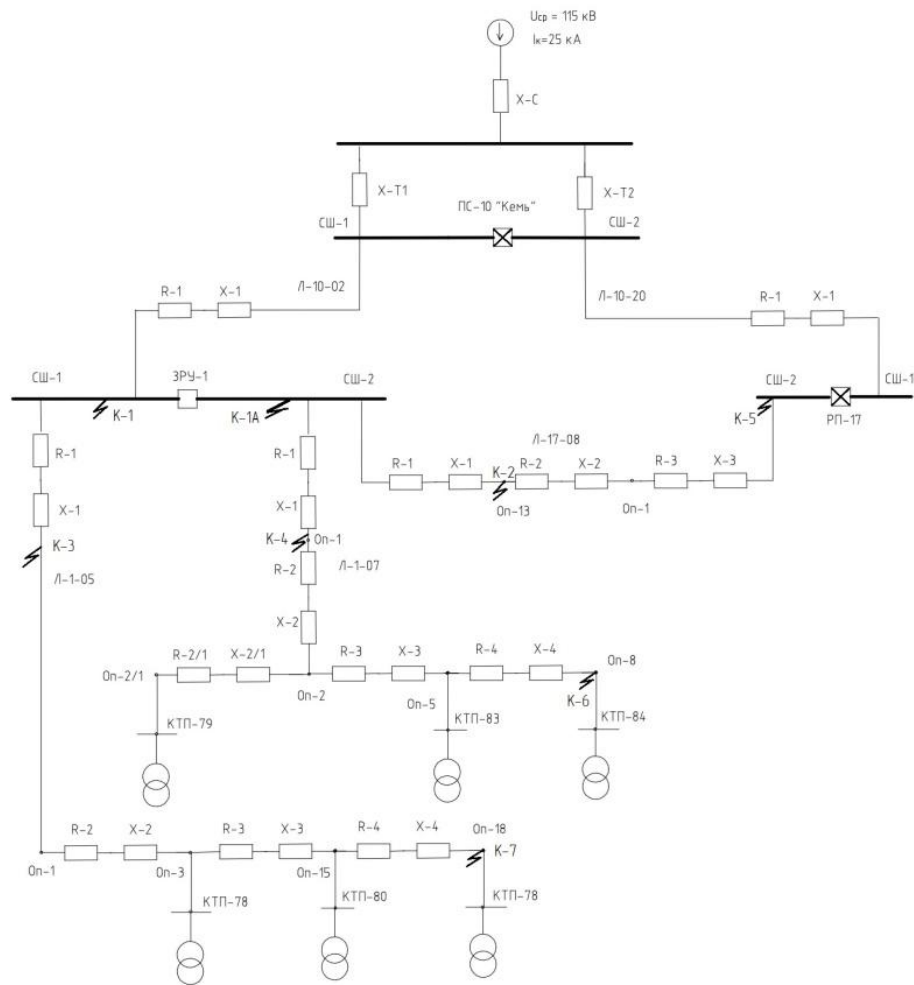 Uср = 115 кВ
Iк=25 кА
X-C
X-T1
X-T2
ПС-10 "Кемь"
СШ-1
СШ-2
R-1
X-1
Л-10-02
Л-10-20
R-1
X-1
СШ-1
ЗРУ-1
СШ-2
K-1
K-1A
СШ-2
СШ-1
K-5
РП-17
R-1
R-1
Л-17-08
R-1
X-1
K-2
R-2
X-2
R-3
X-3
Оп-13
Оп-1
X-1
X-1
K-3
K-4
Оп-1
Л-1-05
R-2
Л-1-07
X-2
Оп-2/1
R-2/1
X-2/1
R-3
X-3
R-4
X-4
Оп-8
Оп-2
Оп-5
K-6
КТП-79
КТП-83
КТП-84
R-2
X-2
R-3
X-3
R-4
X-4
Оп-18
Оп-1
Оп-3
Оп-15
K-7
КТП-78
КТП-80
КТП-78